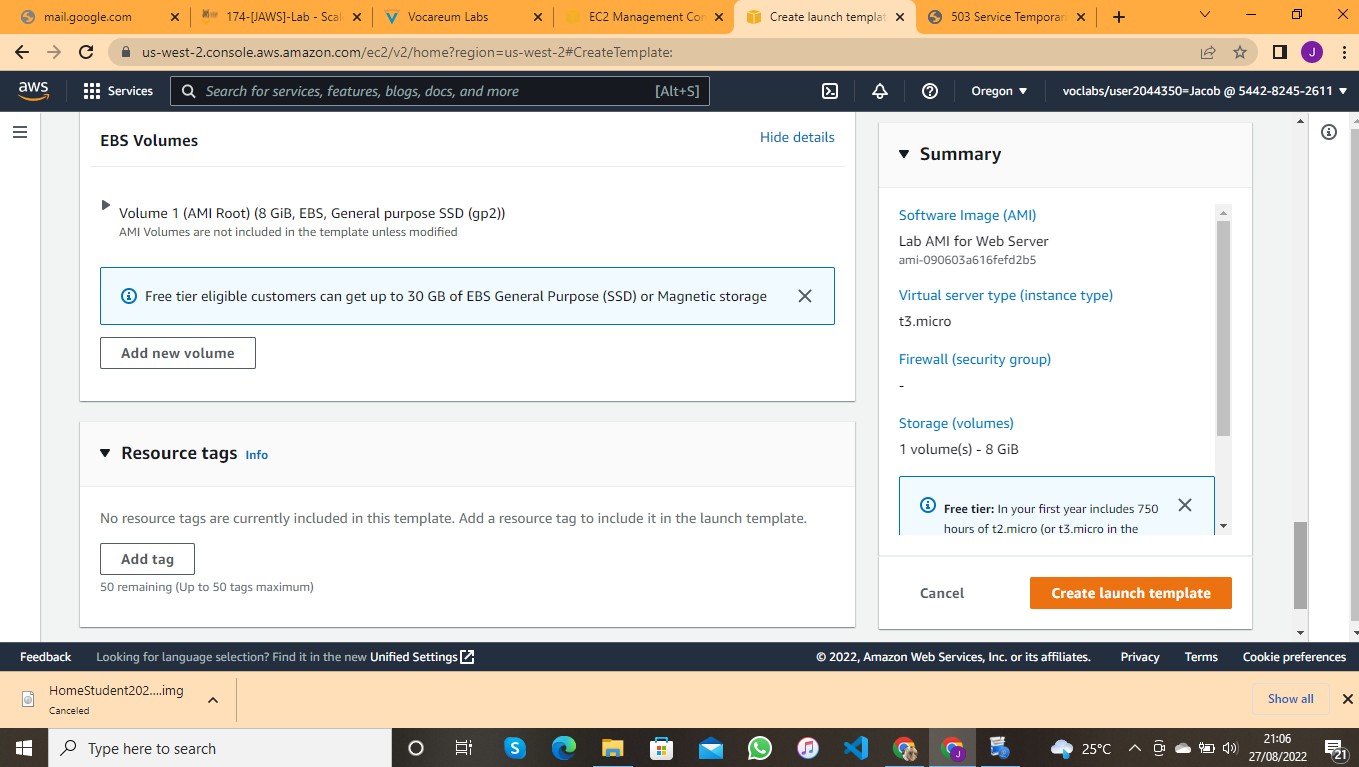 mail.google.com
174-[JAWS]-Lab - Scal
Vocareum Labs
EC2 Management Con
Create launch templat
503 Service Temporar
us-west-2.console.aws.amazon.com/ec2/v2/home?region=us-west-2#CreateTemplate:
J
aws
Services
Search for services, features, blogs, docs, and more
[Alt+S]
Oregon
voclabs/user2044350=Jacob @ 5442-8245-2611
EBS Volumes
Hide details
Volume 1 (AMI Root) (8 GiB, EBS, General purpose SSD (gp2))
AMI Volumes are not included in the template unless modified
Free tier eligible customers can get up to 30 GB of EBS General Purpose (SSD) or Magnetic storage
Add new volume
Resource tags Info
No resource tags are currently included in this template. Add a resource tag to include it in the launch template.
Add tag
50 remaining (Up to 50 tags maximum)
Summary
Software Image (AMI)
Lab AMI for Web Server
ami-090603a616fefd2b5
Virtual server type (instance type)
t3.micro
Firewall (security group)
-
Storage (volumes)
1 volume(s) - 8 GiB
Free tier: In your first year includes 750
hours of t2.micro (or t3.micro in the
Cancel
Create launch template
Feedback
Looking for language selection? Find it in the new Unified Settings
© 2022, Amazon Web Services, Inc. or its affiliates.
Privacy
Terms
Cookie preferences
HomeStudent202....img
Canceled
Show all
Type here to search
25°C
21:06
27/08/2022
21